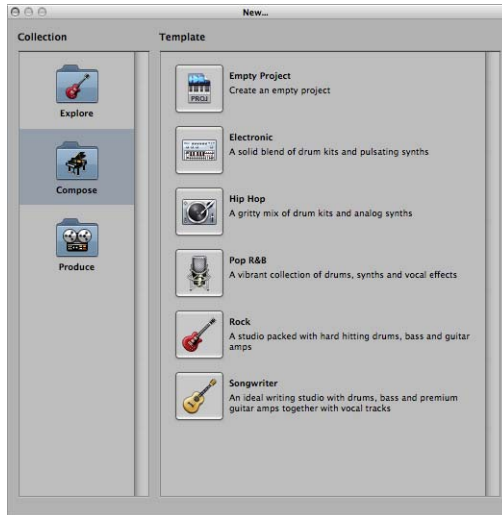 New...
Collection
Template
Explore
Compose
Produce
Empty Project
Create an empty project
PROJ
Electronic
A solid blend of drum kits and pulsating synths
Hip Hop
A gritty mix of drum kits and analog synths
Pop R&B
A vibrant collection of drums, synths and vocal effects
Rock
A studio packed with hard hitting drums, bass and guitar
amps
Songwriter
An ideal writing studio with drums, bass and premium
guitar amps together with vocal tracks